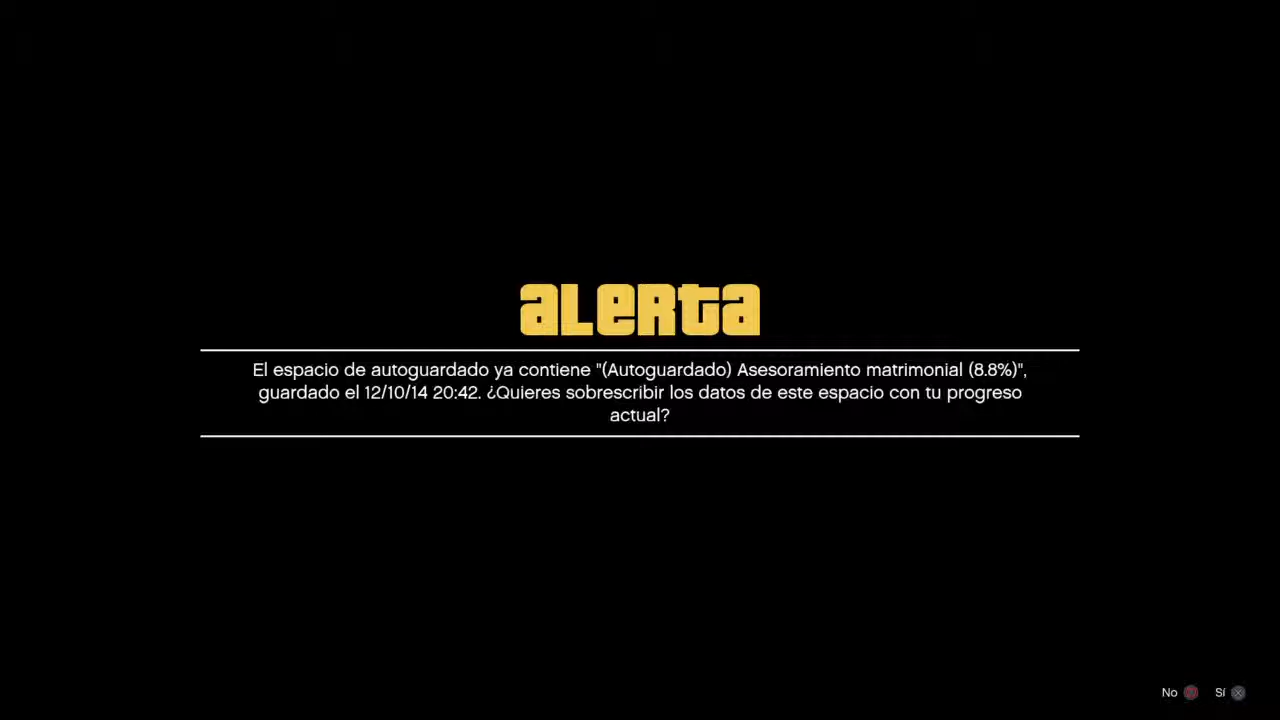 aLeRta
El espacio de autoguardado ya contiene "(Autoguardado) Asesoramiento matrimonial (8.8%)",
guardado el 12/10/14 20:42. ¿Quieres sobrescribir los datos de este espacio con tu progreso
actual?
No Sí